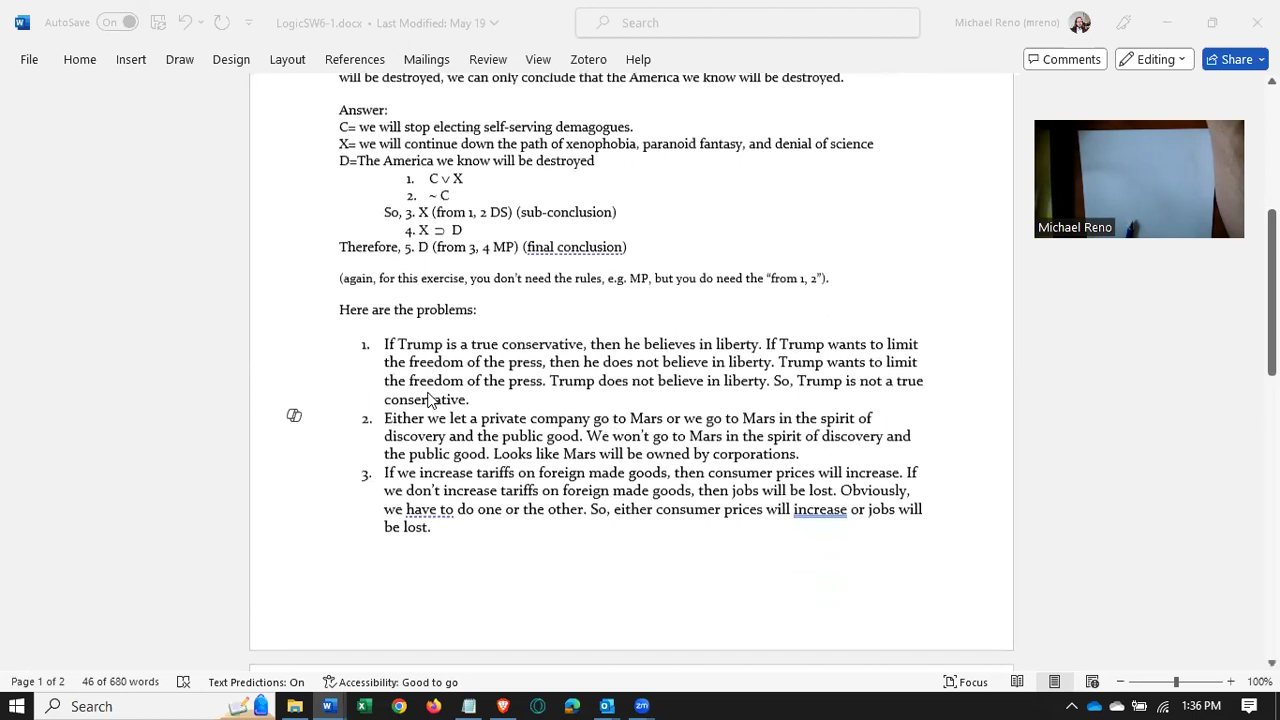 AutoSave On
LogicSW6-1.docx • Last Modified: May 19
Search
Michael Reno (mreno)
File Home Insert Draw Design Layout References Mailings Review View Zotero Help
Comments Editing Share
will be destroyed, we can only conclude that the America we know will be destroyed.
Answer:
C= we will stop electing self-serving demagogues.
X= we will continue down the path of xenophobia, paranoid fantasy, and denial of science
D=The America we know will be destroyed
1. C ∨ X
2. ~ C
So, 3. X (from 1, 2 DS) (sub-conclusion)
4. X ⊃ D
Therefore, 5. D (from 3, 4 MP) (final conclusion)
(again, for this exercise, you don't need the rules, e.g. MP, but you do need the “from 1, 2”).
Here are the problems:
1. If Trump is a true conservative, then he believes in liberty. If Trump wants to limit
the freedom of the press, then he does not believe in liberty. Trump wants to limit
the freedom of the press. Trump does not believe in liberty. So, Trump is not a true
conservative.
2. Either we let a private company go to Mars or we go to Mars in the spirit of
discovery and the public good. We won't go to Mars in the spirit of discovery and
the public good. Looks like Mars will be owned by corporations.
3. If we increase tariffs on foreign made goods, then consumer prices will increase. If
we don't increase tariffs on foreign made goods, then jobs will be lost. Obviously,
we have to do one or the other. So, either consumer prices will increase or jobs will
be lost.
Michael Reno
Page 1 of 2 46 of 680 words Text Predictions: On Accessibility: Good to go Focus 100%
Search
1:36 PM